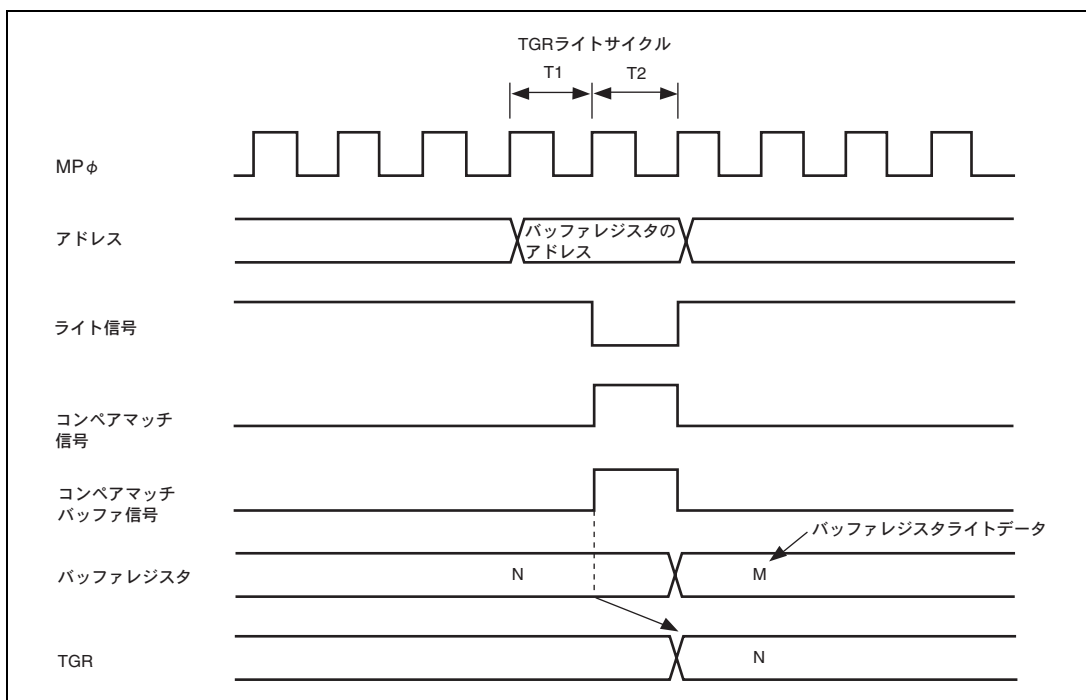 TGRライトサイクル
T1
T2
MPφ
アドレス
バッファレジスタの
アドレス
ライト信号
コンペアマッチ
信号
コンペアマッチ
バッファ信号
バッファレジスタライトデータ
バッファレジスタ
N
M
TGR
N